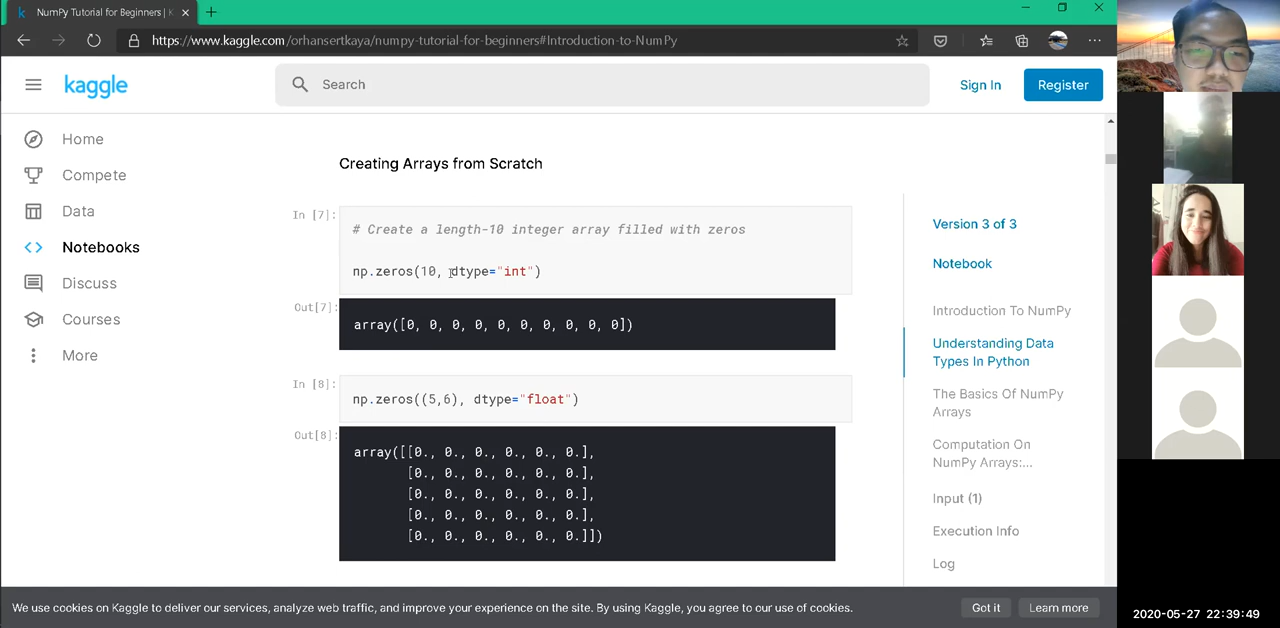 NumPy Tutorial for Beginners | K
https://www.kaggle.com/orhansertkaya/numpy-tutorial-for-beginners#Introduction-to-NumPy
kaggle
Search
Sign In
Register
Home
Compete
Data
Notebooks
Discuss
Courses
More
Creating Arrays from Scratch
In [7]:
# Create a length-10 integer array filled with zeros
np.zeros(10, dtype="int")
Out[7]:
array([0, 0, 0, 0, 0, 0, 0, 0, 0, 0])
In [8]:
np.zeros((5,6), dtype="float")
Out[8]:
array([[0., 0., 0., 0., 0., 0.],
[0., 0., 0., 0., 0., 0.],
[0., 0., 0., 0., 0., 0.],
[0., 0., 0., 0., 0., 0.],
[0., 0., 0., 0., 0., 0.]])
Version 3 of 3
Notebook
Introduction To NumPy
Understanding Data
Types In Python
The Basics Of NumPy
Arrays
Computation On
NumPy Arrays:...
Input (1)
Execution Info
Log
We use cookies on Kaggle to deliver our services, analyze web traffic, and improve your experience on the site. By using Kaggle, you agree to our use of cookies.
Got it
Learn more
2020-05-27 22:39:49